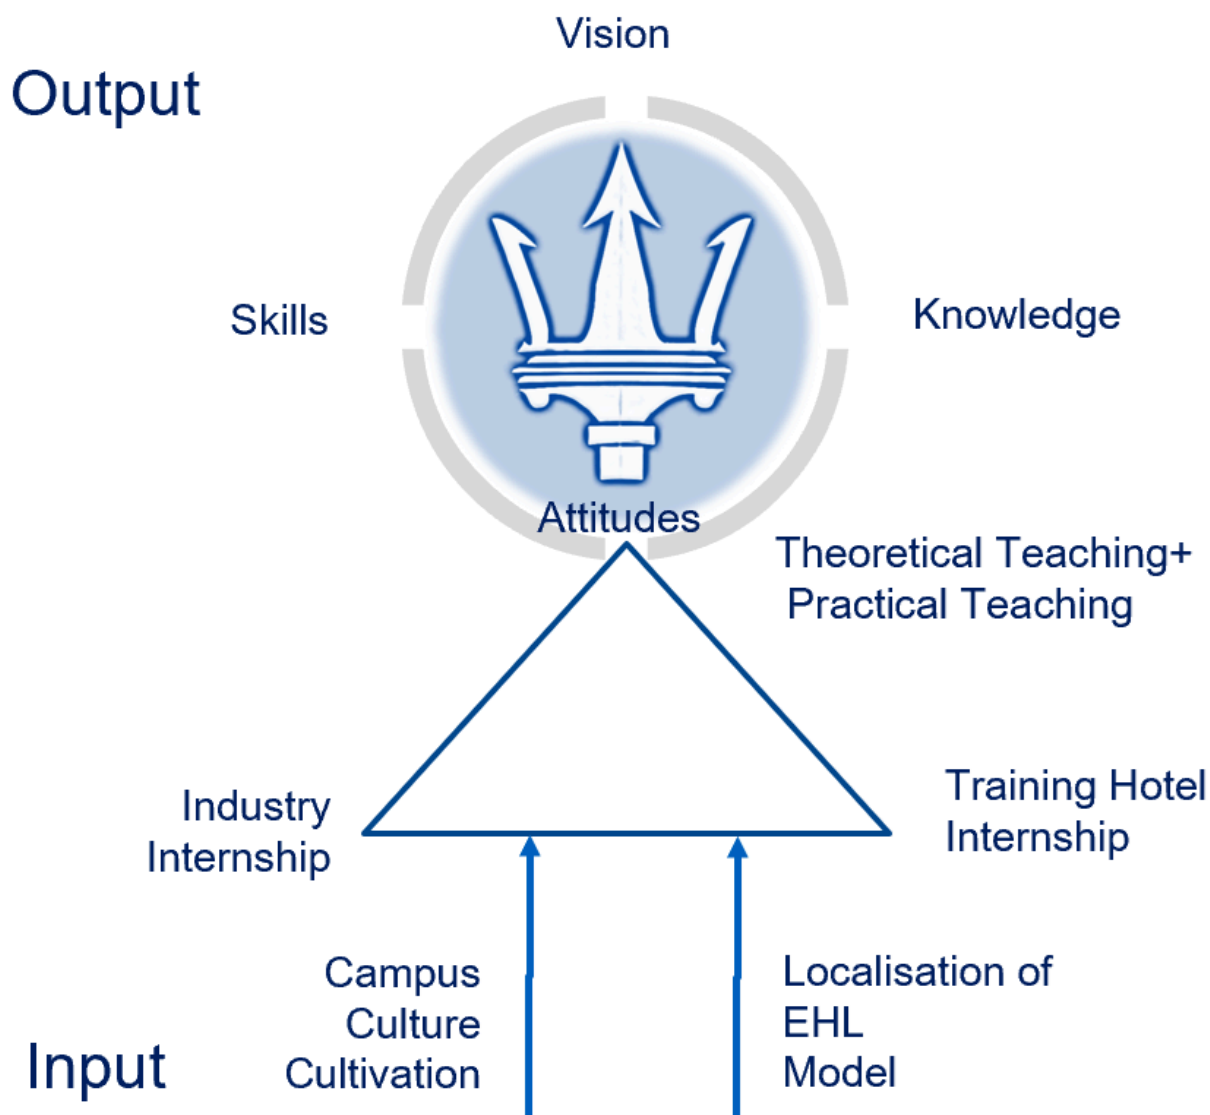 Vision
Output
Skills
Knowledge
Attitudes
Theoretical Teaching+
Practical Teaching
Industry
Internship
Training Hotel
Internship
Campus
Culture
Cultivation
Localisation of
EHL
Model
Input